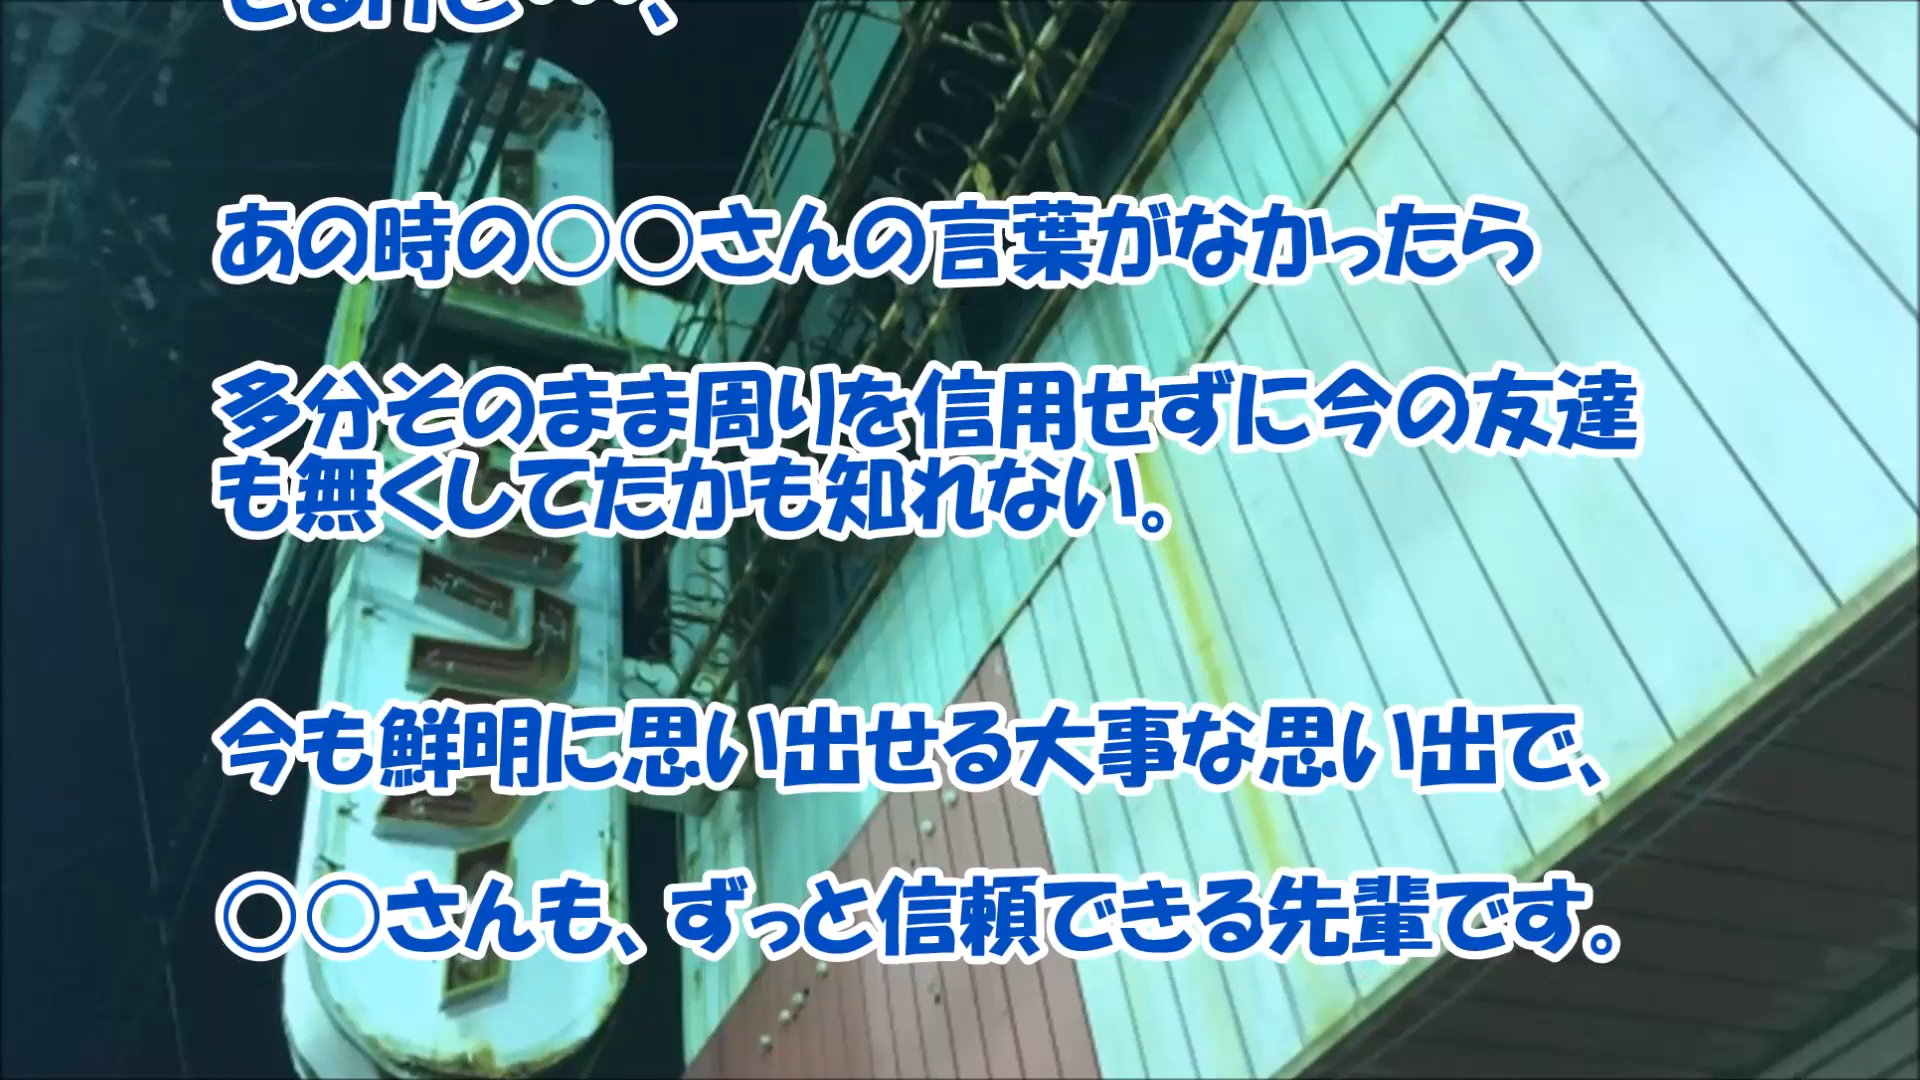 あの時の○○さんの言葉がなかったら
多分そのまま周りを信用せずに今の友達
も無くしてたかも知れない。
今も鮮明に思い出せる大事な思い出で、
○○さんも、ずっと信頼できる先輩です。